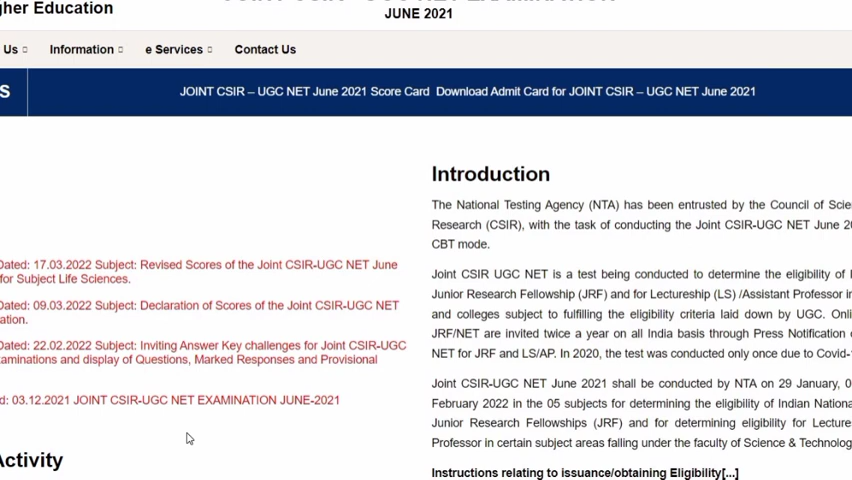 gher Education
JUNE 2021
Us
Information
e Services
Contact Us
S
JOINT CSIR – UGC NET June 2021 Score Card Download Admit Card for JOINT CSIR – UGC NET June 2021
Dated: 17.03.2022 Subject: Revised Scores of the Joint CSIR-UGC NET June
for Subject Life Sciences.
Dated: 09.03.2022 Subject: Declaration of Scores of the Joint CSIR-UGC NET
ation.
Dated: 22.02.2022 Subject: Inviting Answer Key challenges for Joint CSIR-UGC
xaminations and display of Questions, Marked Responses and Provisional
d: 03.12.2021 JOINT CSIR-UGC NET EXAMINATION JUNE-2021
Activity
Introduction
The National Testing Agency (NTA) has been entrusted by the Council of Scie
Research (CSIR), with the task of conducting the Joint CSIR-UGC NET June 20
CBT mode.
Joint CSIR UGC NET is a test being conducted to determine the eligibility of I
Junior Research Fellowship (JRF) and for Lectureship (LS) /Assistant Professor in
and colleges subject to fulfilling the eligibility criteria laid down by UGC. Onli
JRF/NET are invited twice a year on all India basis through Press Notification o
NET for JRF and LS/AP. In 2020, the test was conducted only once due to Covid-
Joint CSIR-UGC NET June 2021 shall be conducted by NTA on 29 January, 0
February 2022 in the 05 subjects for determining the eligibility of Indian Nationa
Junior Research Fellowships (JRF) and for determining eligibility for Lecture
Professor in certain subject areas falling under the faculty of Science & Technolog
Instructions relating to issuance/obtaining Eligibility[...]